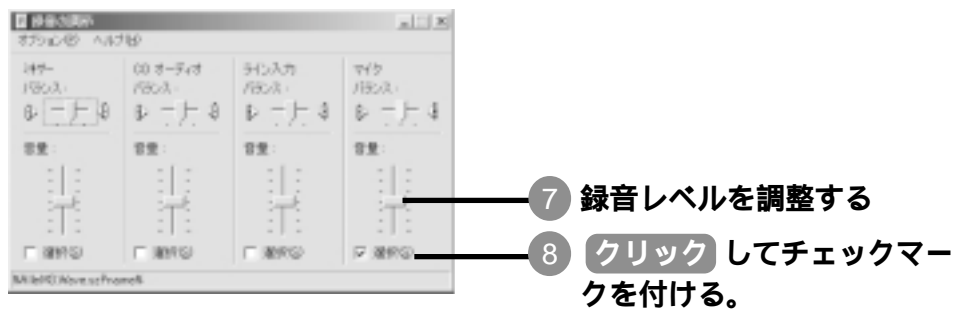 録音の調整
オプション(P) ヘルプ(H)
ミキサー CD オーディオ ライン入力 マイク
バランス: バランス: バランス: バランス:
音量: 音量: 音量: 音量:
7 録音レベルを調整する
選択(S) 選択(S) 選択(S) 選択(S)
8 クリック してチェックマー
クを付ける。